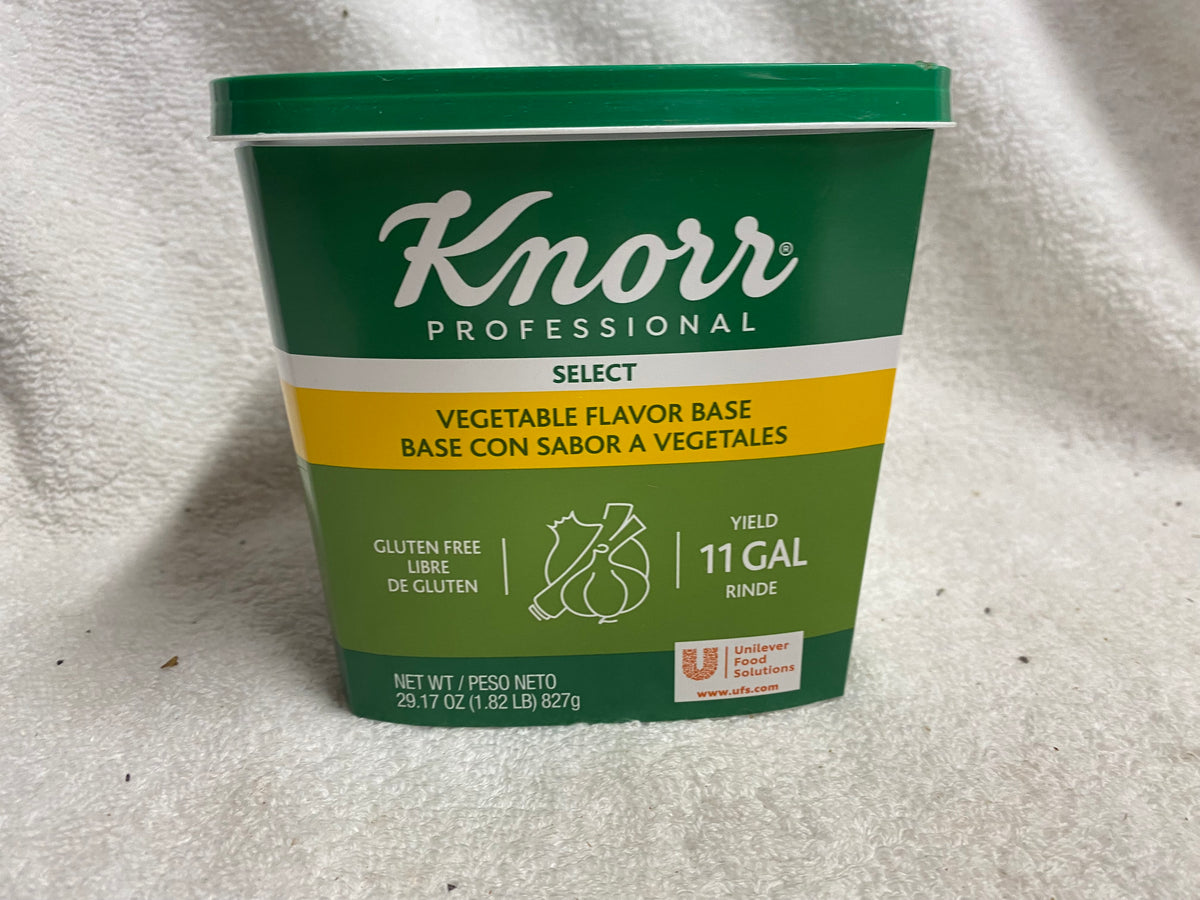 Knorr®
PROFESSIONAL
SELECT
VEGETABLE FLAVOR BASE
BASE CON SABOR A VEGETALES
GLUTEN FREE
LIBRE
DE GLUTEN
YIELD
11 GAL
RINDE
NET WT / PESO NETO
29.17 OZ (1.82 LB) 827g
Unilever
Food
Solutions
www.ufs.com